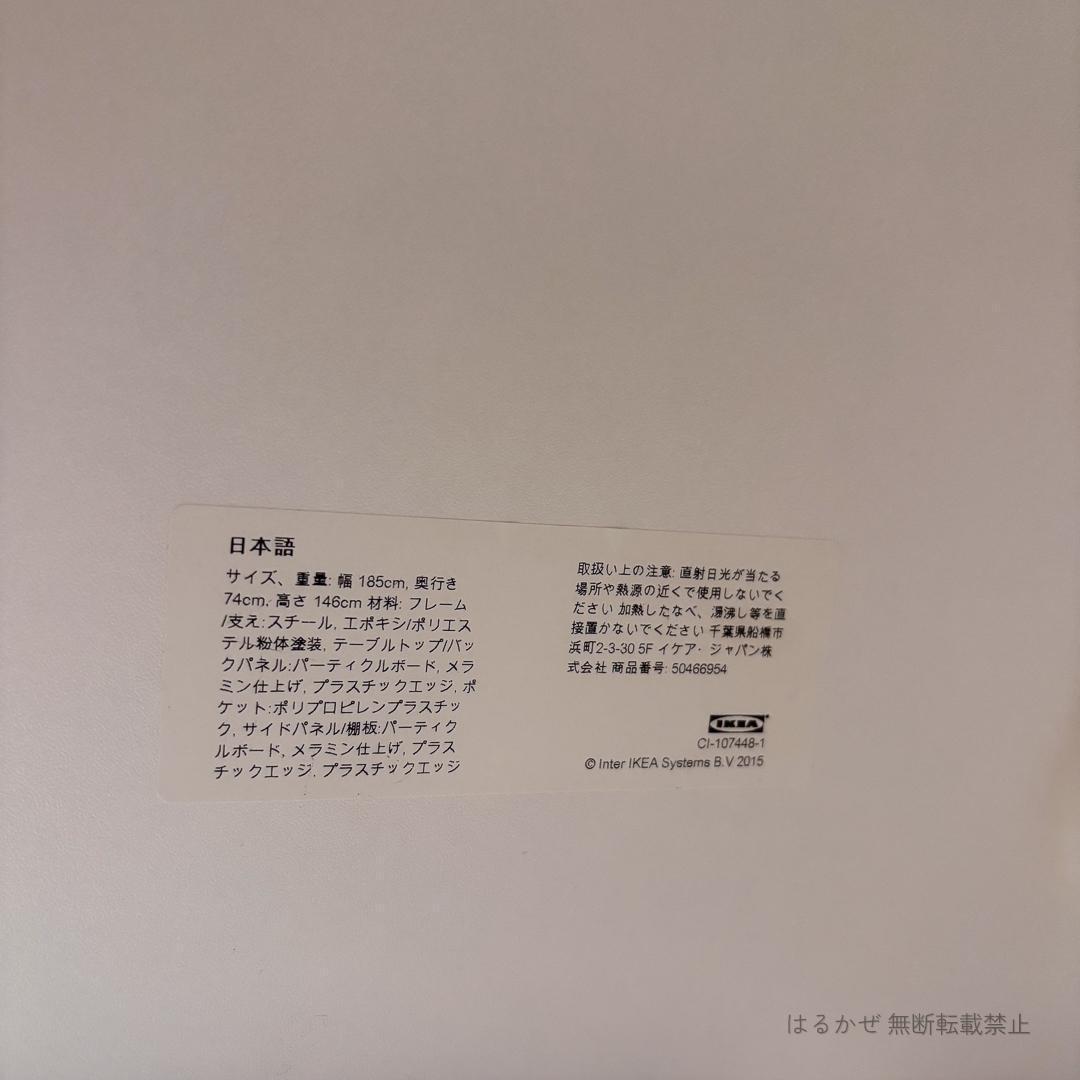 日本語
サイズ、重量: 幅 185cm, 奥行き
74cm, 高さ 146cm 材料: フレーム
/支え:スチール, エポキシ/ポリエス
テル粉体塗装, テーブルトップ/バッ
クパネル:パーティクルボード, メラ
ミン仕上げ, プラスチックエッジ, ポ
ケット:ポリプロピレンプラスチッ
ク, サイドパネル/棚板:パーティク
ルボード, メラミン仕上げ, プラス
チックエッジ, プラスチックエッジ
取扱い上の注意: 直射日光が当たる
場所や熱源の近くで使用しないでく
ださい 加熱したなべ、湯沸し等を直
接置かないでください 千葉県船橋市
浜町2-3-30 5F イケア・ジャパン株
式会社 商品番号: 50466954
IKEA
CI-107448-1
© Inter IKEA Systems B.V 2015
はるかぜ 無断転載禁止